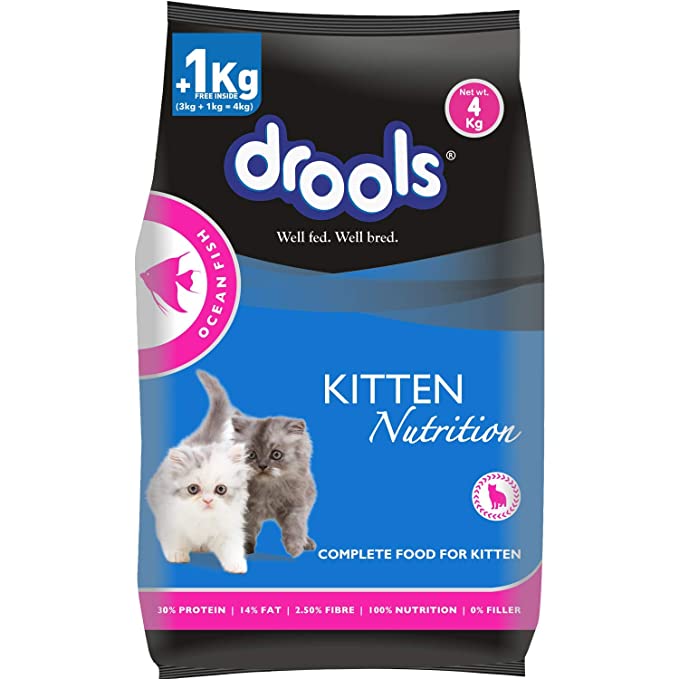 +1Kg
FREE INSIDE
(3kg + 1kg = 4kg)
Net wt.
4
Kg
drools®
Well fed. Well bred.
OCEAN FISH
KITTEN
Nutrition
COMPLETE FOOD FOR KITTEN
30% PROTEIN | 14% FAT | 2.50% FIBRE | 100% NUTRITION | 0% FILLER